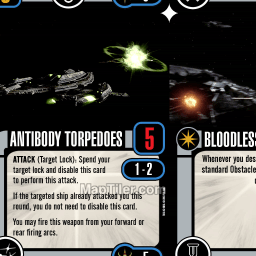 ANTIBODY TORPEDOES
5
ATTACK (Target Lock): Spend your
target lock and disable this card
to perform this attack.
1 - 2
If the targeted ship already attacked you this
round, you do not need to disable this card.
You may fire this weapon from your forward or
rear firing arcs.
5
BLOODLESS
Whenever you des
standard Obstacle
MapTiler.com